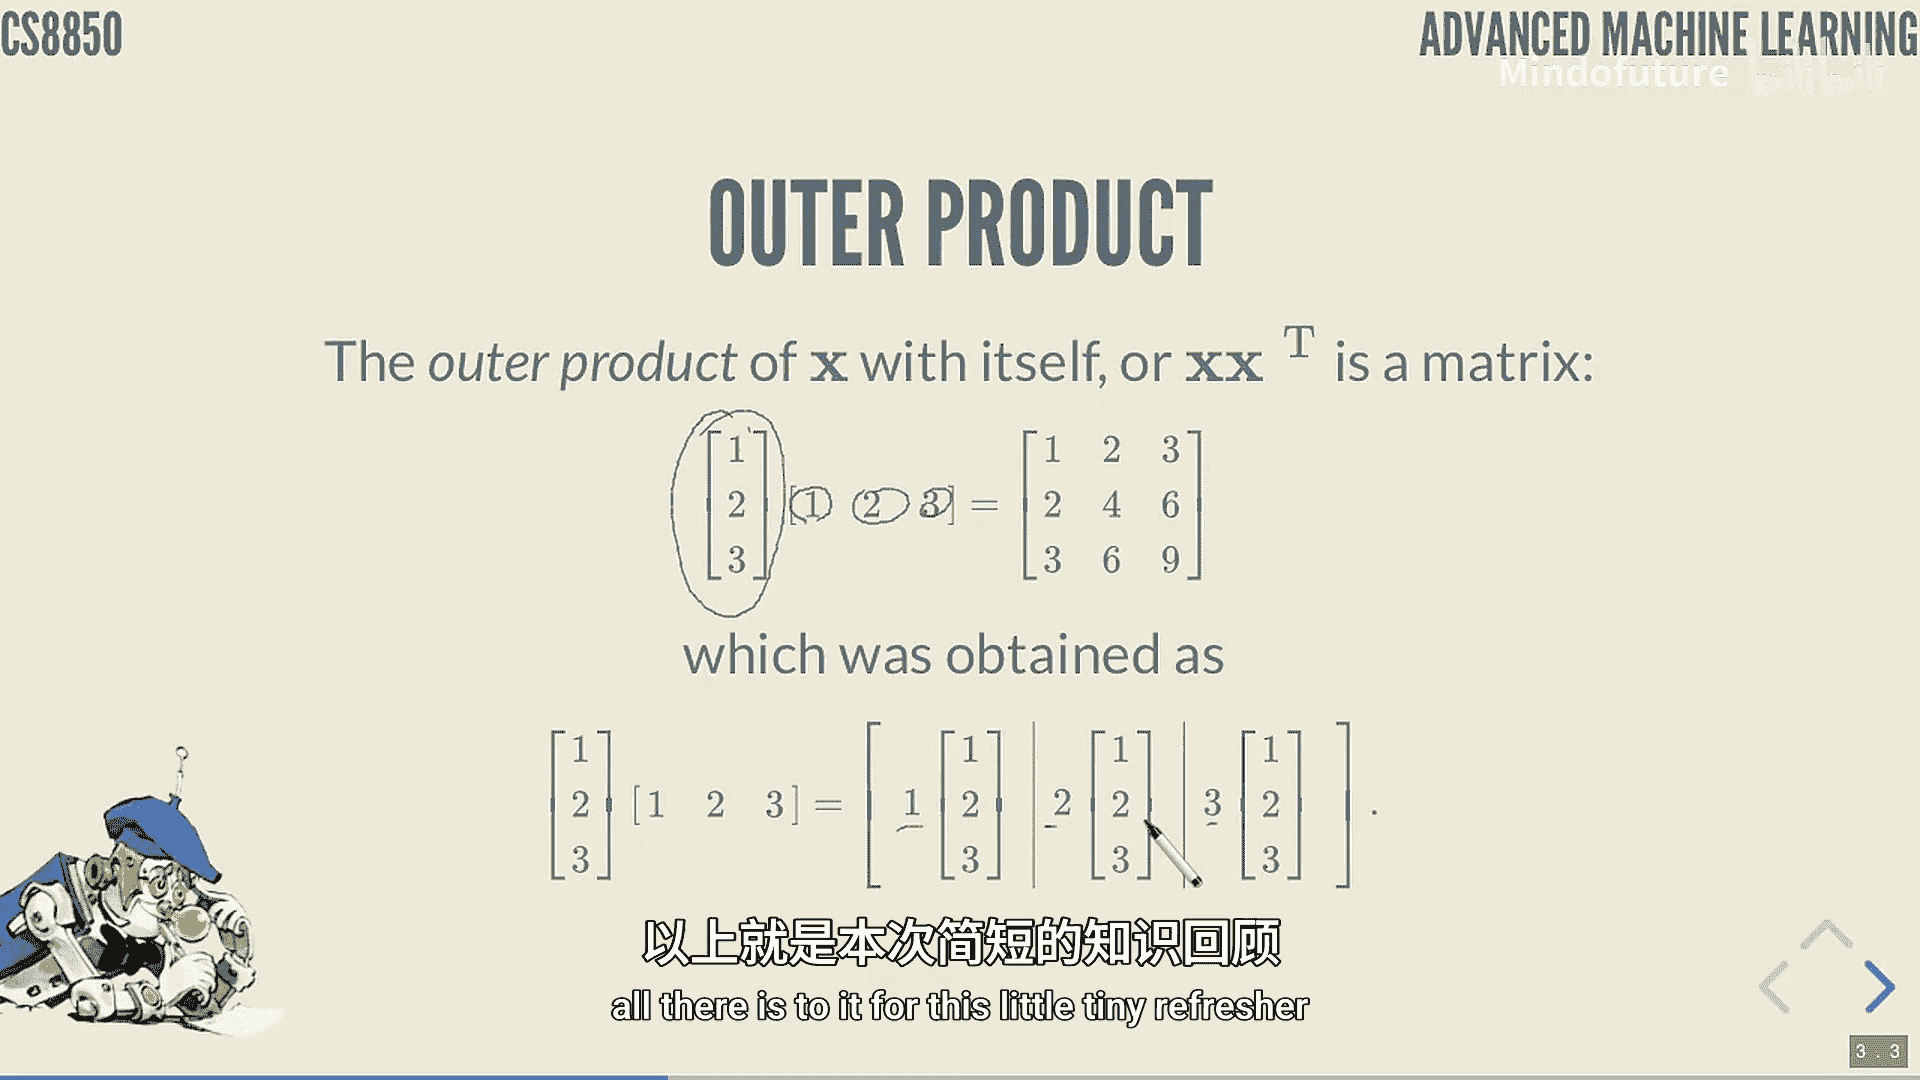 CS8850
ADVANCED MACHINE LEARNING
Mindofuture
OUTER PRODUCT
The outer product of x with itself, or xx^T is a matrix:
[1 2 3]^T [1 2 3] = [1 2 3; 2 4 6; 3 6 9]
which was obtained as
[1 2 3]^T [1 2 3] = [ 1 [1 2 3]^T | 2 [1 2 3]^T | 3 [1 2 3]^T ] .
以上就是本次简短的知识回顾
all there is to it for this little tiny refresher
3 . 3